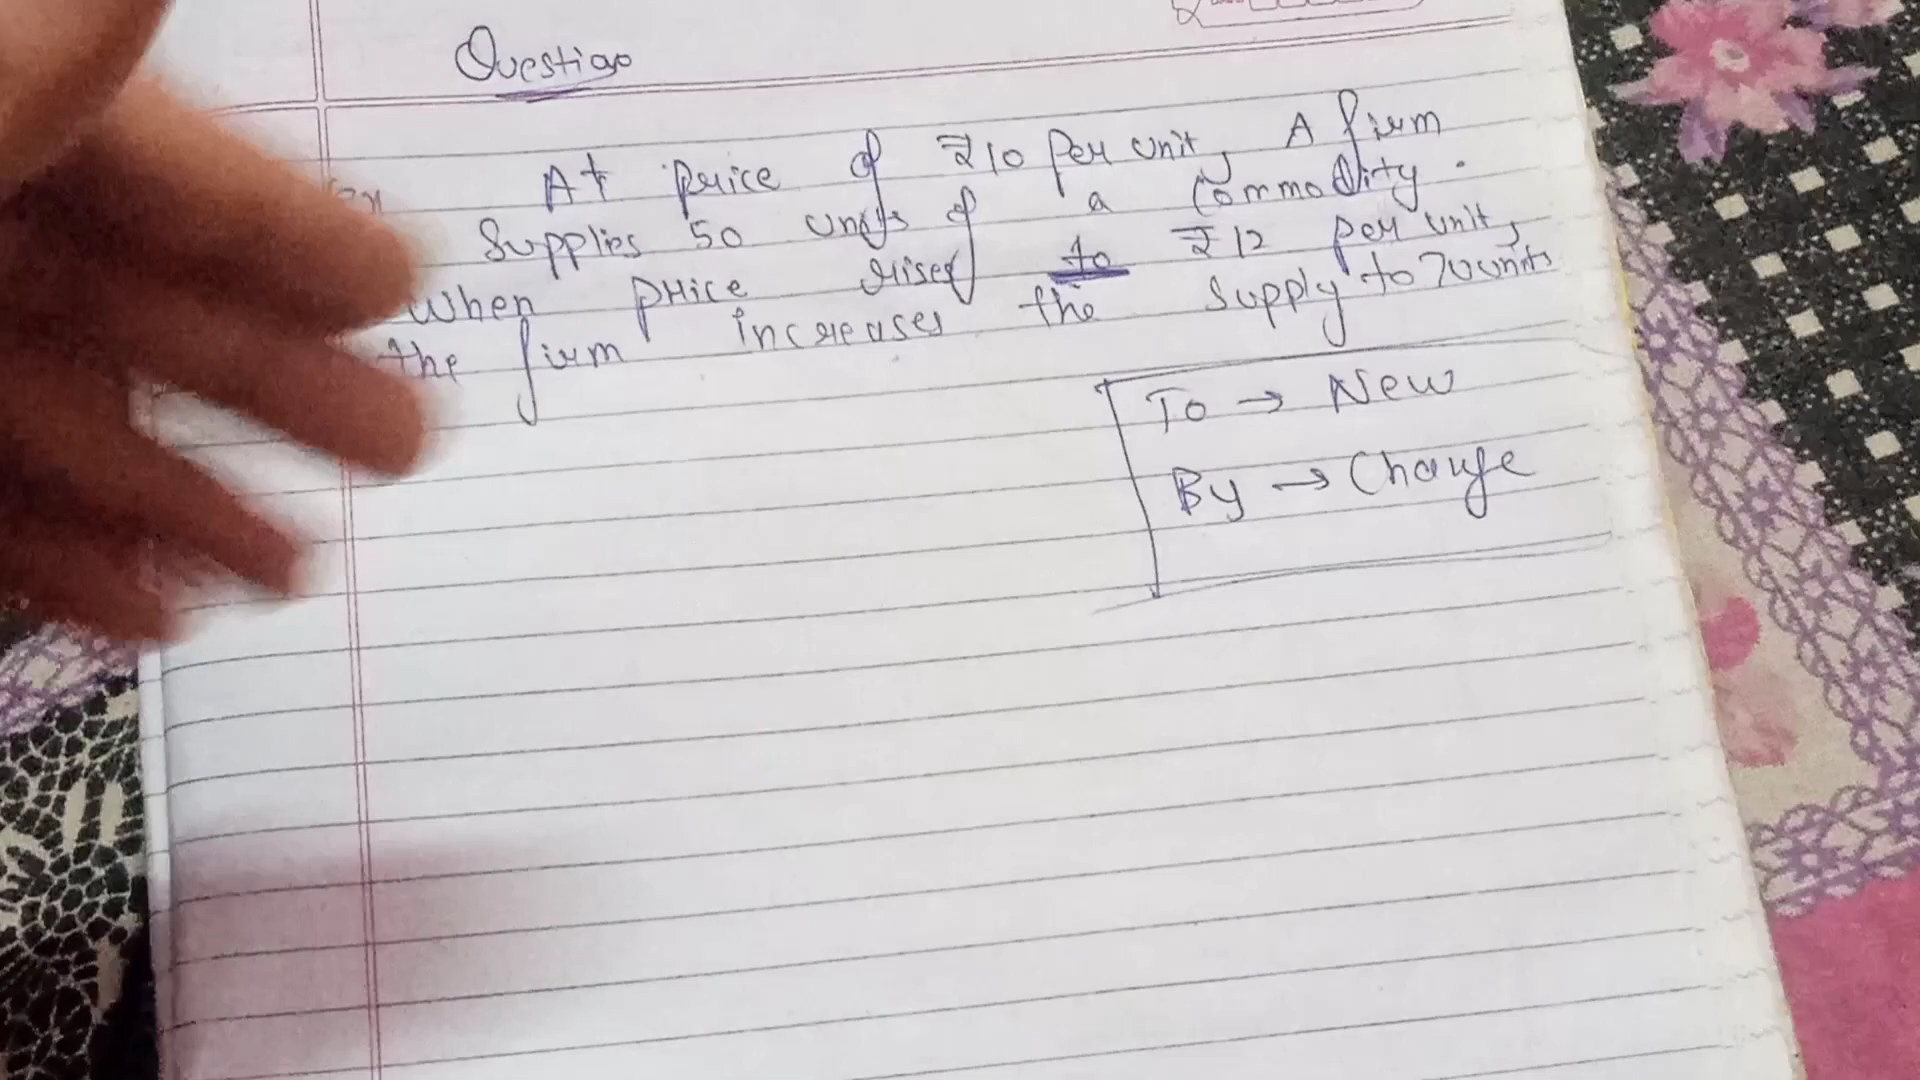 Question
At price of ₹10 Per unit, A firm
Supplies 50 units of a Commodity.
When price rises to ₹12 per unit,
the firm increases the supply to 70 units
To → New
By → Change